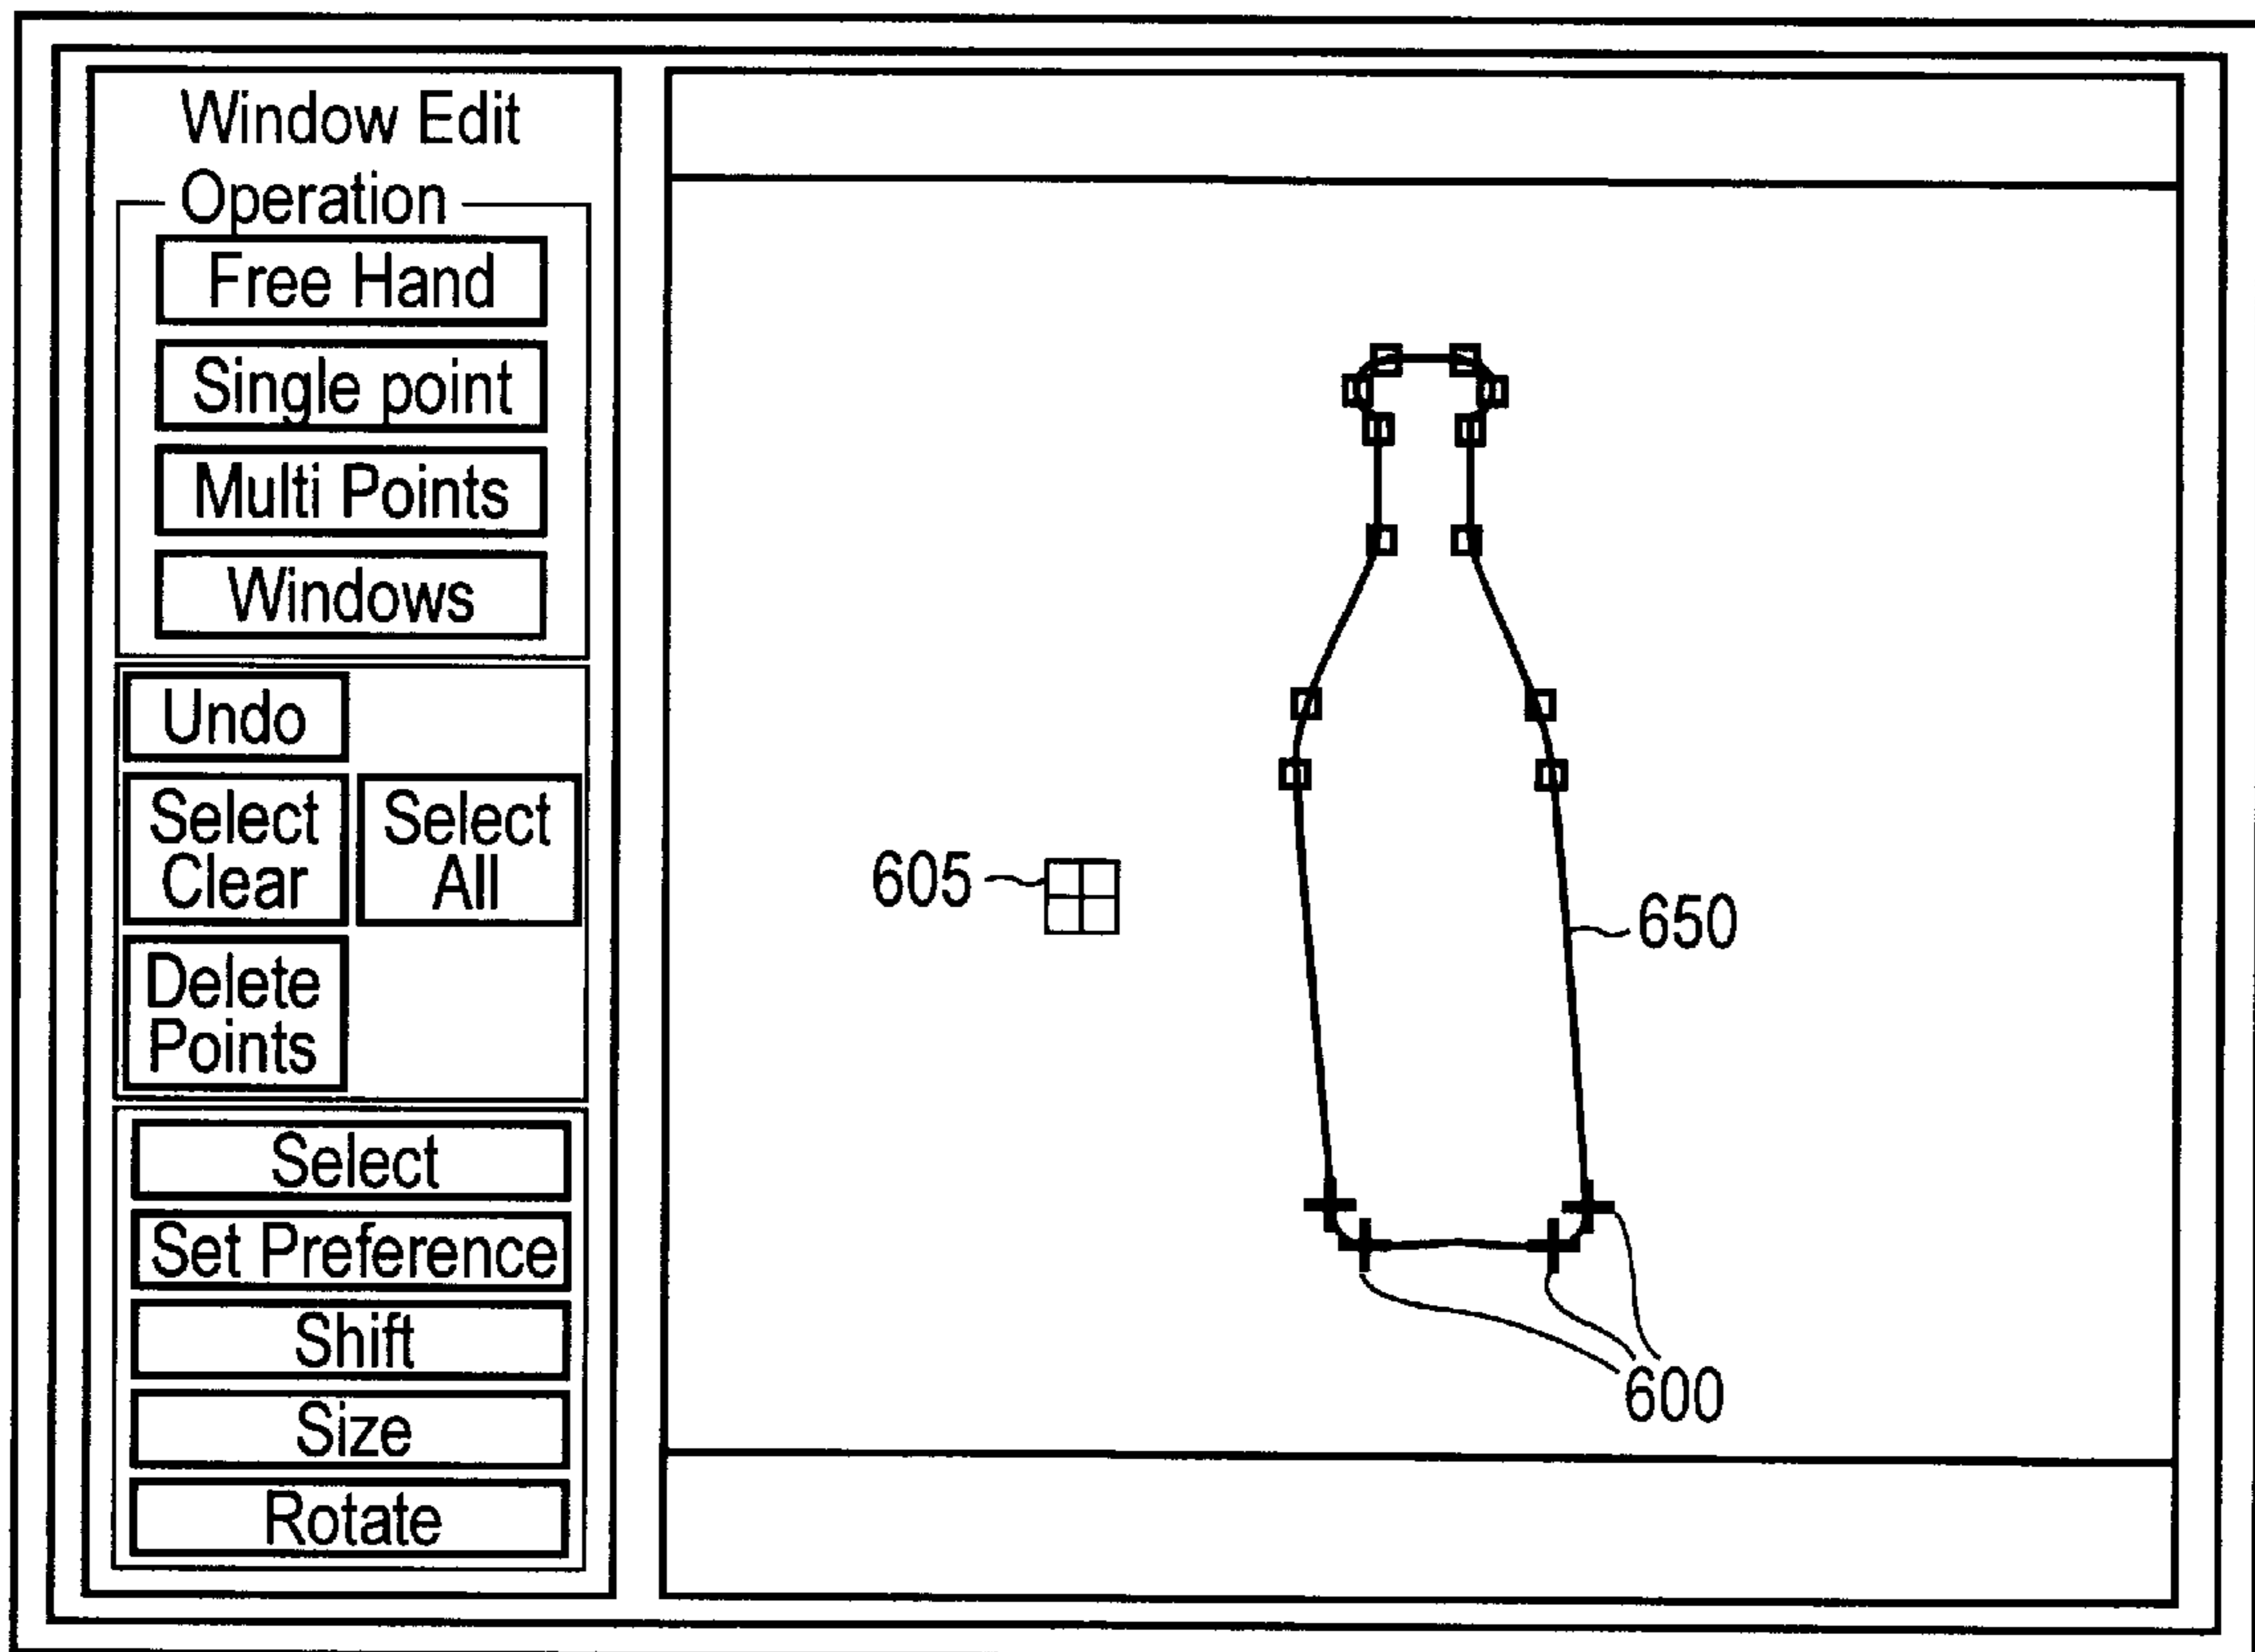 Window Edit
Operation
Free Hand
Single point
Multi Points
Windows
Undo
Select
Clear
Select
All
Delete
Points
Select
Set Preference
Shift
Size
Rotate
605
650
600